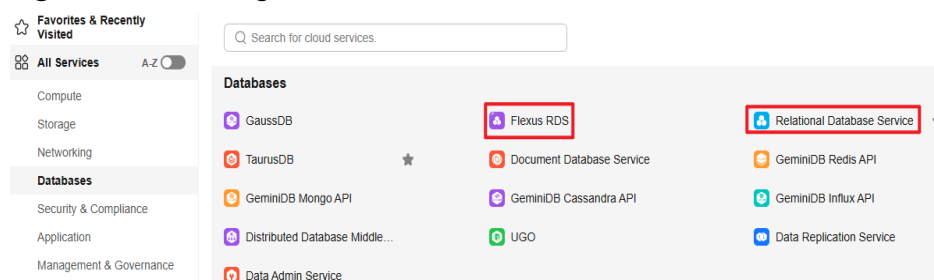 Favorites & Recently
Visited
Search for cloud services.
All Services
A-Z
Compute
Storage
Networking
Databases
Security & Compliance
Application
Management & Governance
Databases
GaussDB
Flexus RDS
Relational Database Service
TaurusDB
Document Database Service
GeminiDB Redis API
GeminiDB Mongo API
GeminiDB Cassandra API
GeminiDB Influx API
Distributed Database Middle...
UGO
Data Replication Service
Data Admin Service